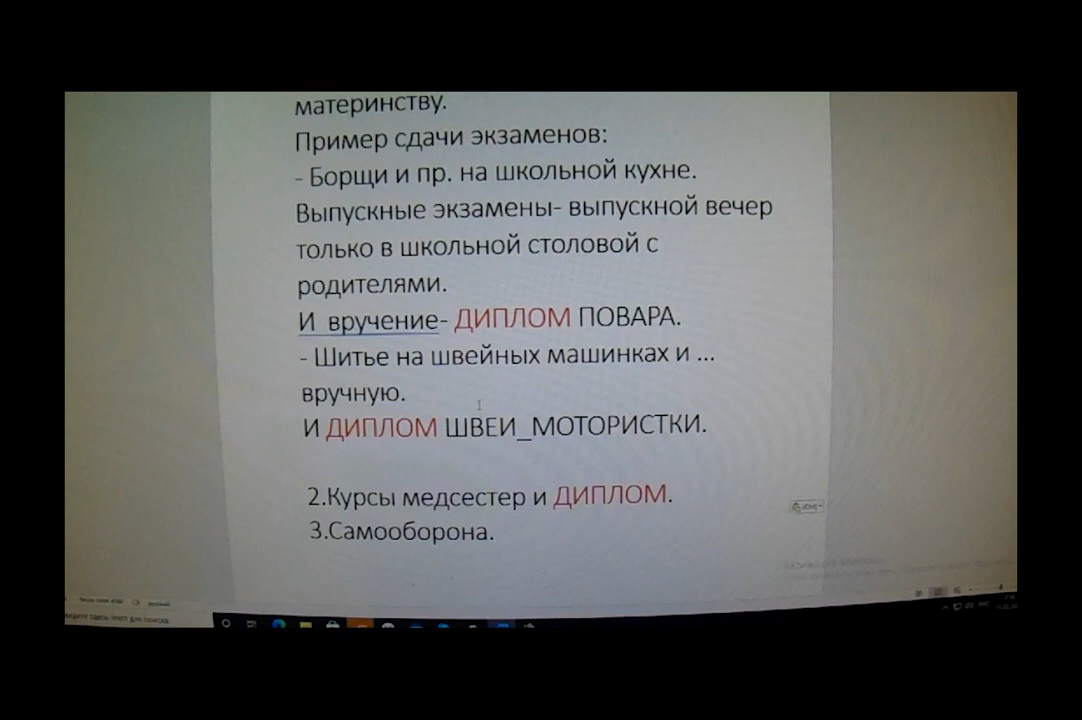 материнству.
Пример сдачи экзаменов:
- Борщи и пр. на школьной кухне.
Выпускные экзамены- выпускной вечер
только в школьной столовой с
родителями.
И вручение- ДИПЛОМ ПОВАРА.
- Шитье на швейных машинках и ...
вручную.
И ДИПЛОМ ШВЕИ_МОТОРИСТКИ.
2.Курсы медсестер и ДИПЛОМ.
3.Самооборона.